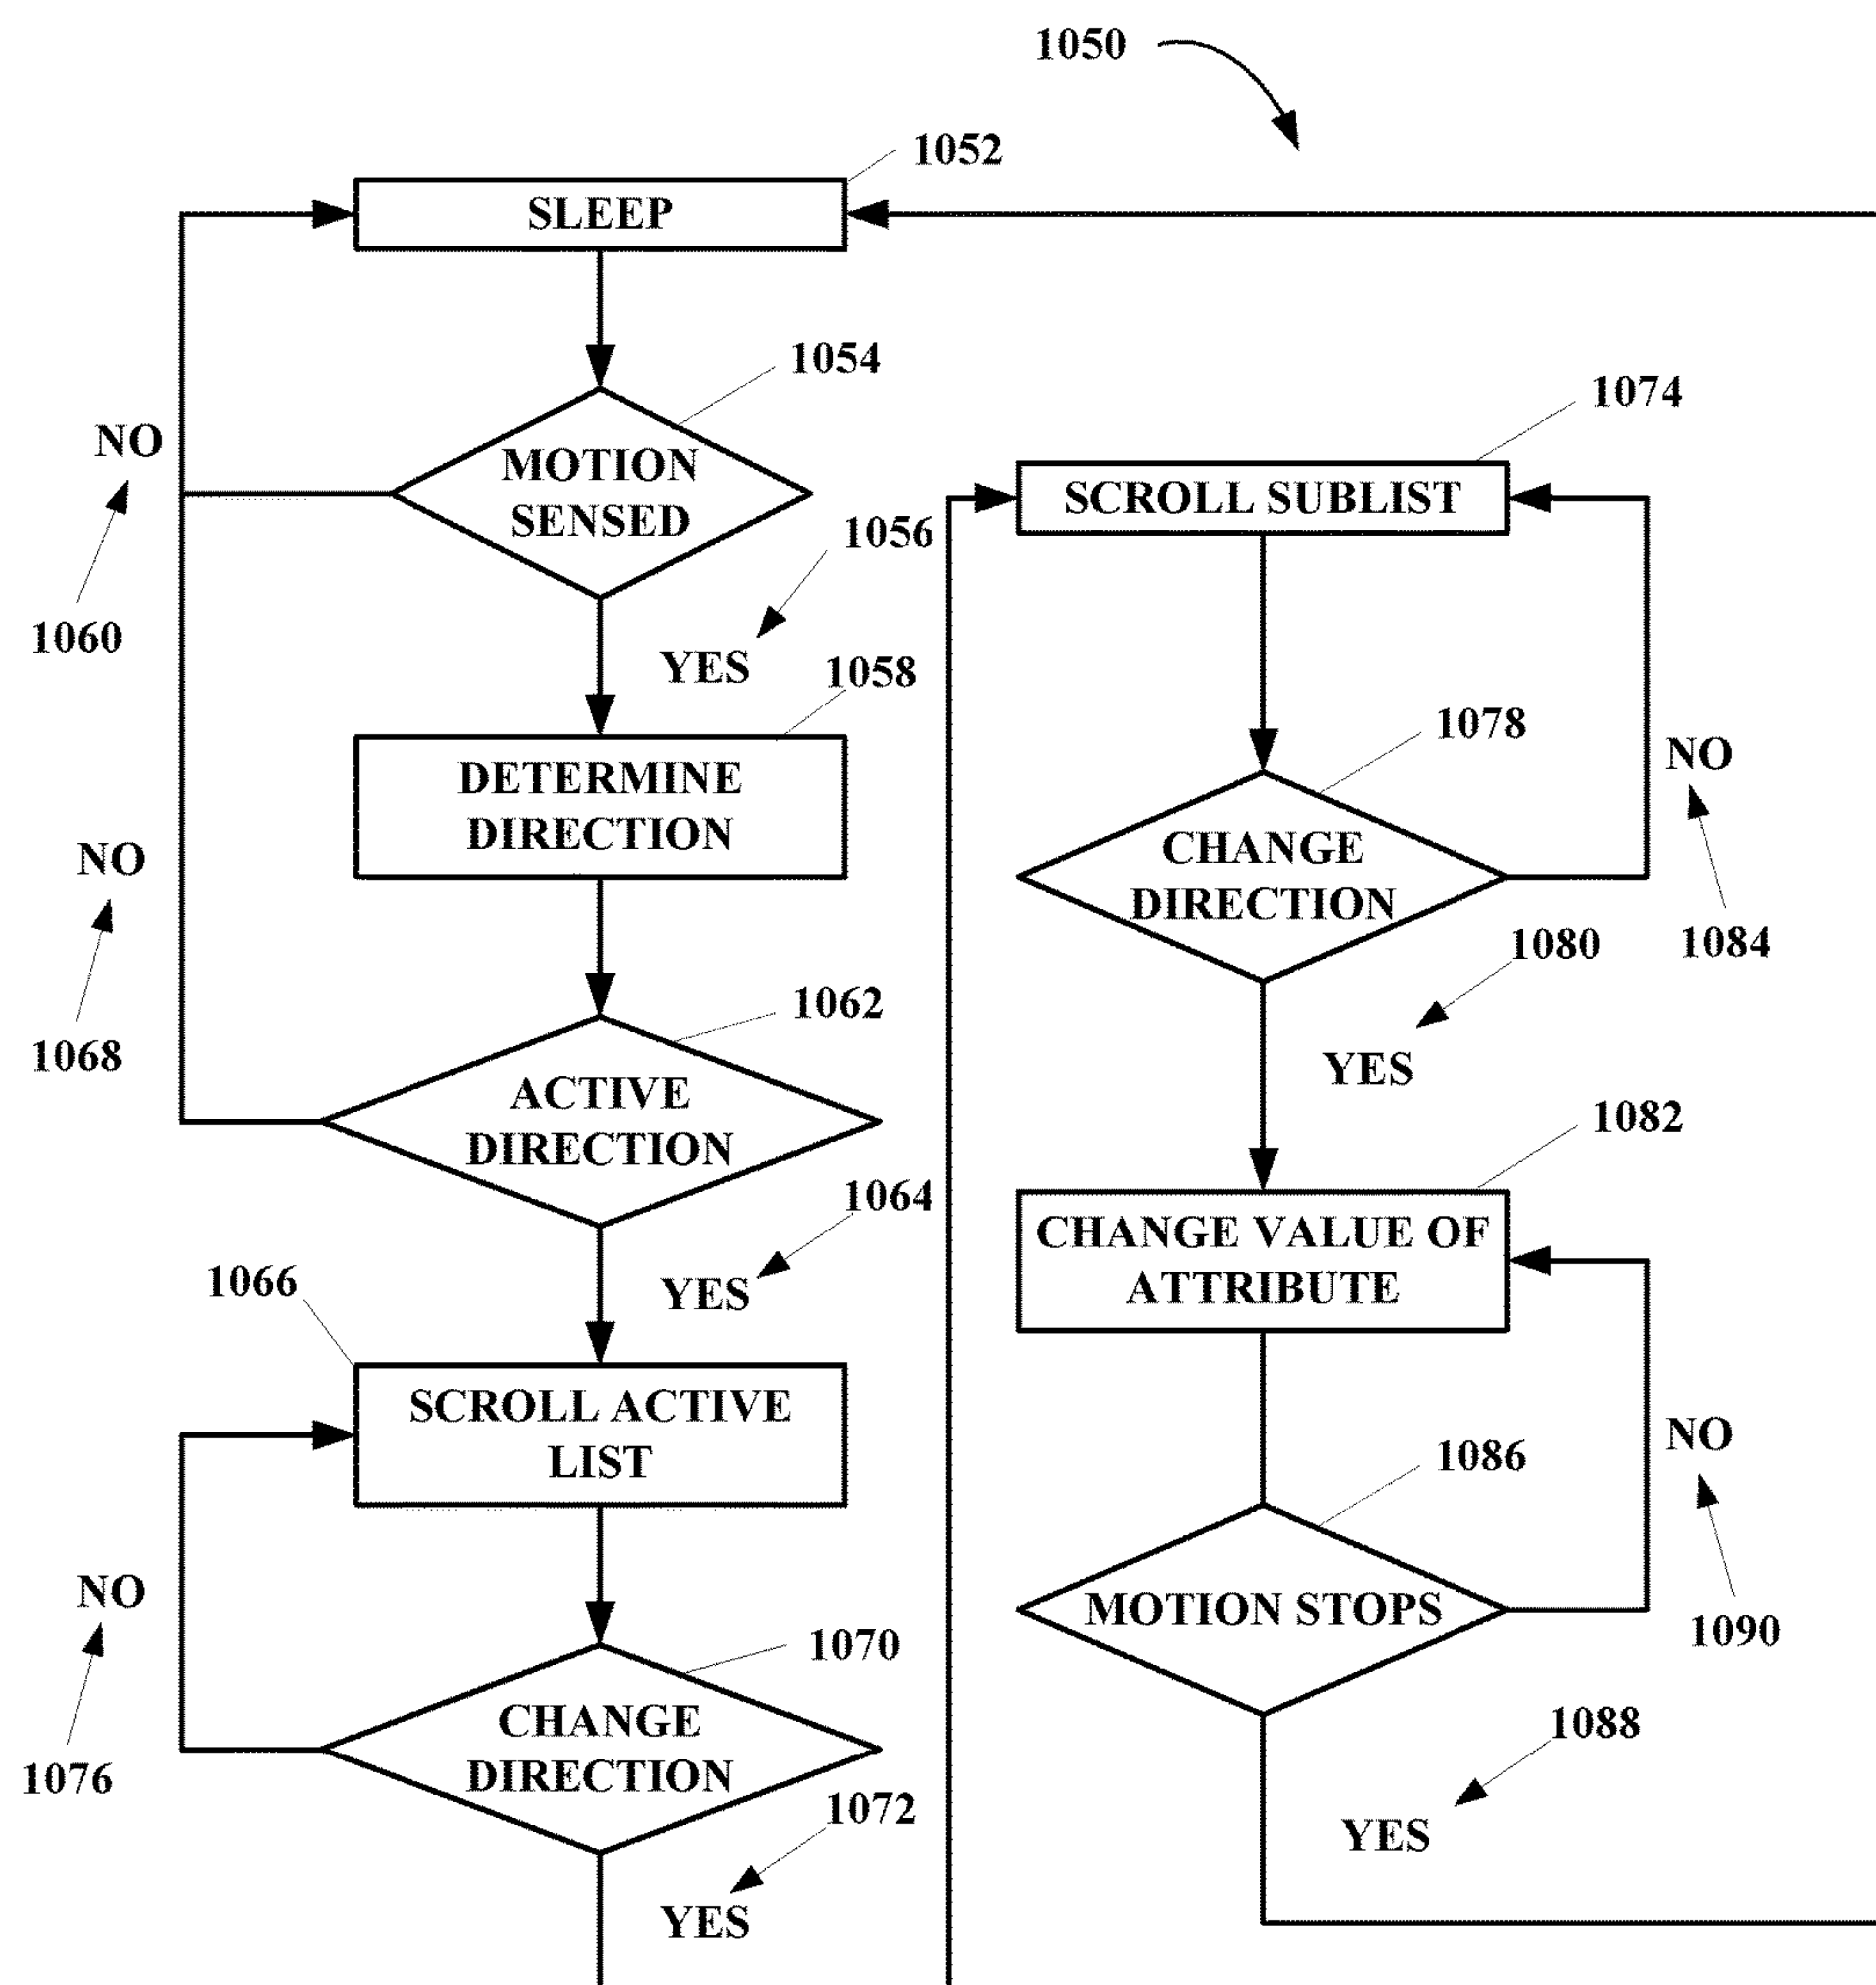 1050
1052
SLEEP
1054
NO
MOTION
SENSED
1060
1056
YES
1058
DETERMINE
DIRECTION
NO
1068
1062
ACTIVE
DIRECTION
1064
YES
1066
SCROLL ACTIVE
LIST
NO
1076
1070
CHANGE
DIRECTION
1072
YES
1074
SCROLL SUBLIST
1078
NO
1084
CHANGE
DIRECTION
1080
YES
1082
CHANGE VALUE OF
ATTRIBUTE
1086
NO
1090
MOTION STOPS
1088
YES